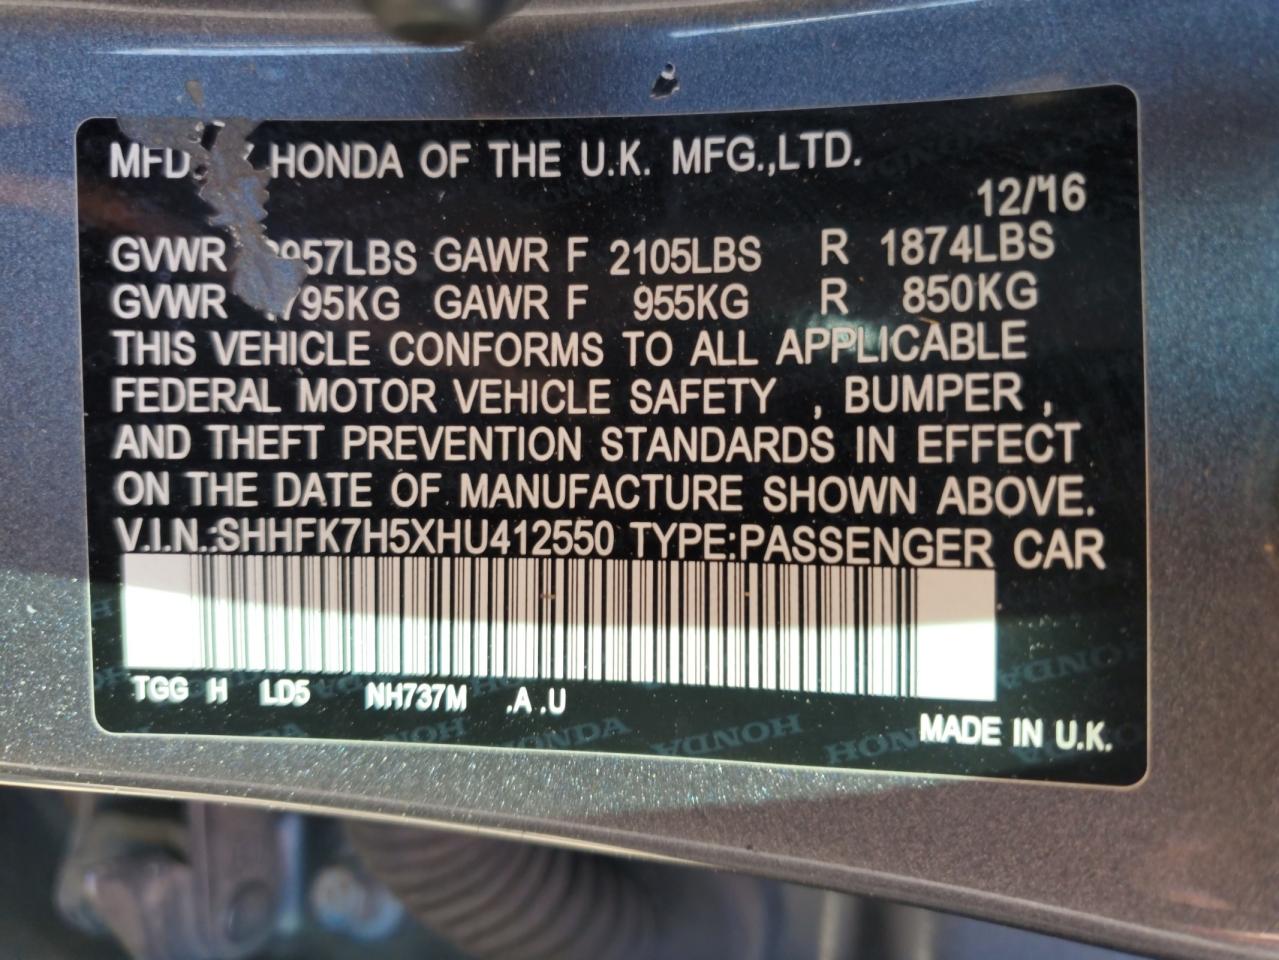 HONDA OF THE U.K. MFG.,LTD.
12/'16
GVWR GAWR F 2105LBS R 1874LBS
GVWR GAWR F 955KG R 850KG
THIS VEHICLE CONFORMS TO ALL APPLICABLE
FEDERAL MOTOR VEHICLE SAFETY , BUMPER ,
AND THEFT PREVENTION STANDARDS IN EFFECT
ON THE DATE OF MANUFACTURE SHOWN ABOVE.
V.I.N.:SHHFK7H5XHU412550 TYPE:PASSENGER CAR
TGG H LD5 NH737M .A .U
MADE IN U.K.